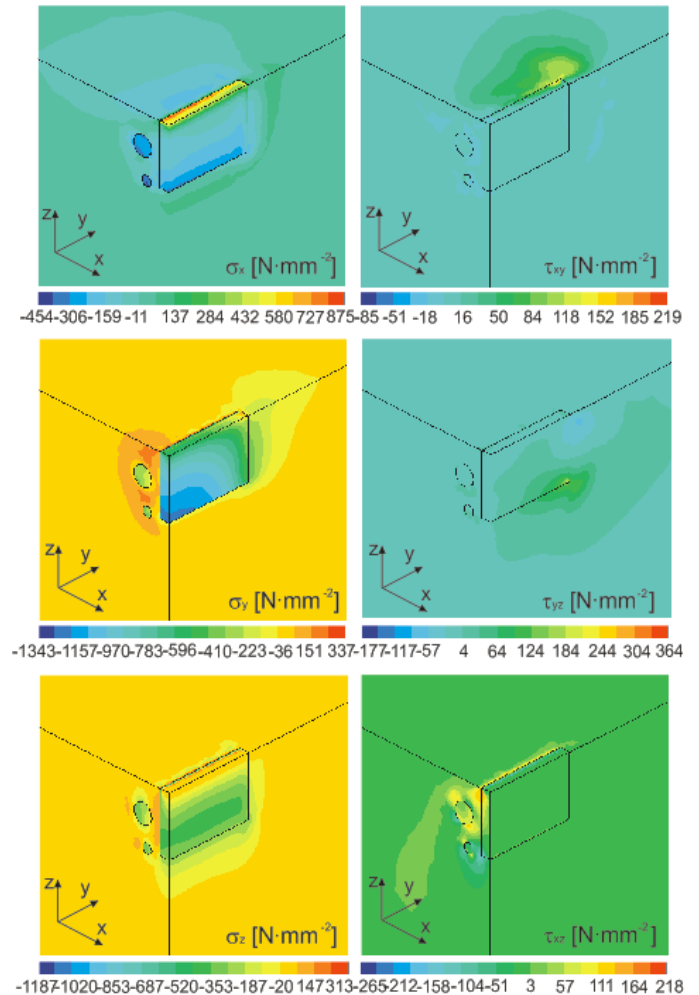 z y x σx [N·mm-2] z y x τxy [N·mm-2]
-454-306-159 -11 137 284 432 580 727 875-85 -51 -18 16 50 84 118 152 185 219
z y x σy [N·mm-2] z y x τyz [N·mm-2]
-1343-1157-970-783-596-410-223-36 151 337-177-117-57 4 64 124 184 244 304 364
z y x σz [N·mm-2] z y x τxz [N·mm-2]
-1187-1020-853-687-520-353-187-20 147313-265-212-158-104-51 3 57 111 164 218